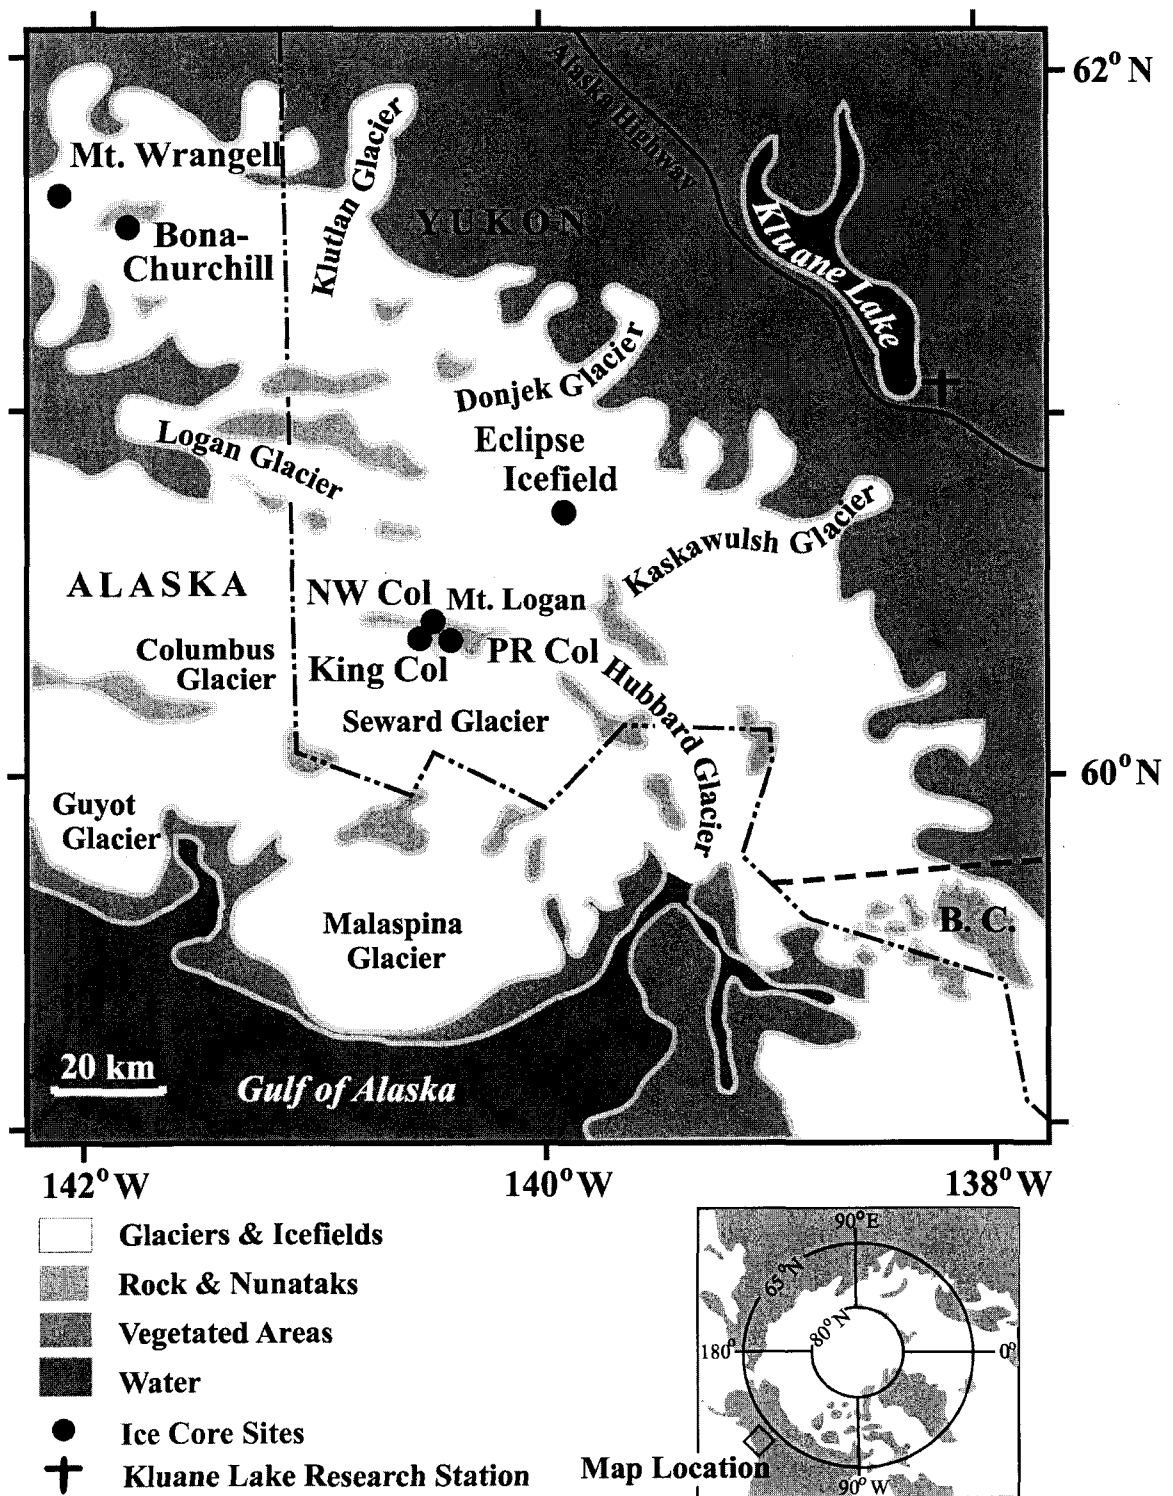 62° N
Alaska Highway
Mt. Wrangell
Klutlan Glacier
YUKON
Bona-
Churchill
Kluane Lake
Donjek Glacier
Logan Glacier
Eclipse
Icefield
Kaskawulsh Glacier
ALASKA
NW Col
Mt. Logan
Columbus
Glacier
King Col
PR Col
Hubbard Glacier
Seward Glacier
60° N
Guyot
Glacier
Malaspina
Glacier
B. C.
20 km
Gulf of Alaska
142° W
140° W
138° W
Glaciers & Icefields
Rock & Nunataks
Vegetated Areas
Water
Ice Core Sites
Kluane Lake Research Station
90° E
65° N
80° N
180°
0°
Map Location
90° W